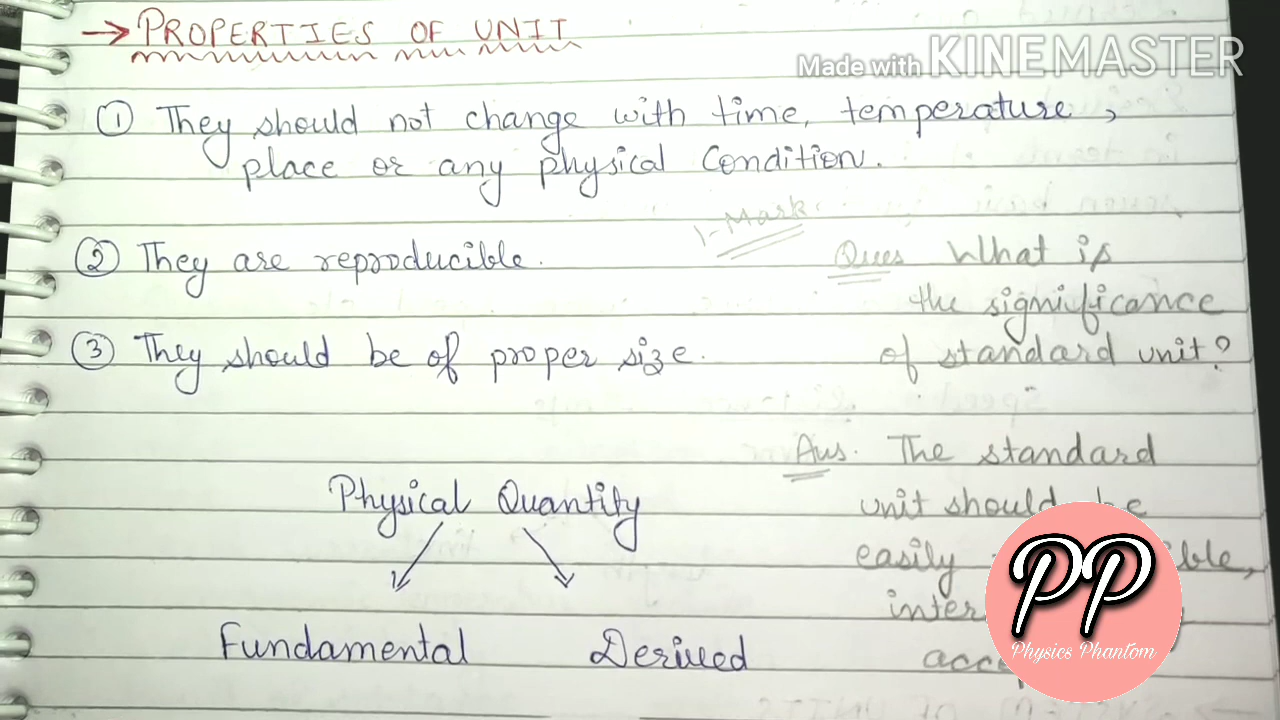 → PROPERTIES OF UNIT
Made with KINEMASTER
① They should not change with time, temperature,
place or any physical Condition.
1-Mark.
② They are reproducible.
Ques What is
the significance
③ They should be of proper size.
of standard unit?
Ans. The standard
Physical Quantity
unit should be
easily
PP
Physics Phantom
Fundamental Derived